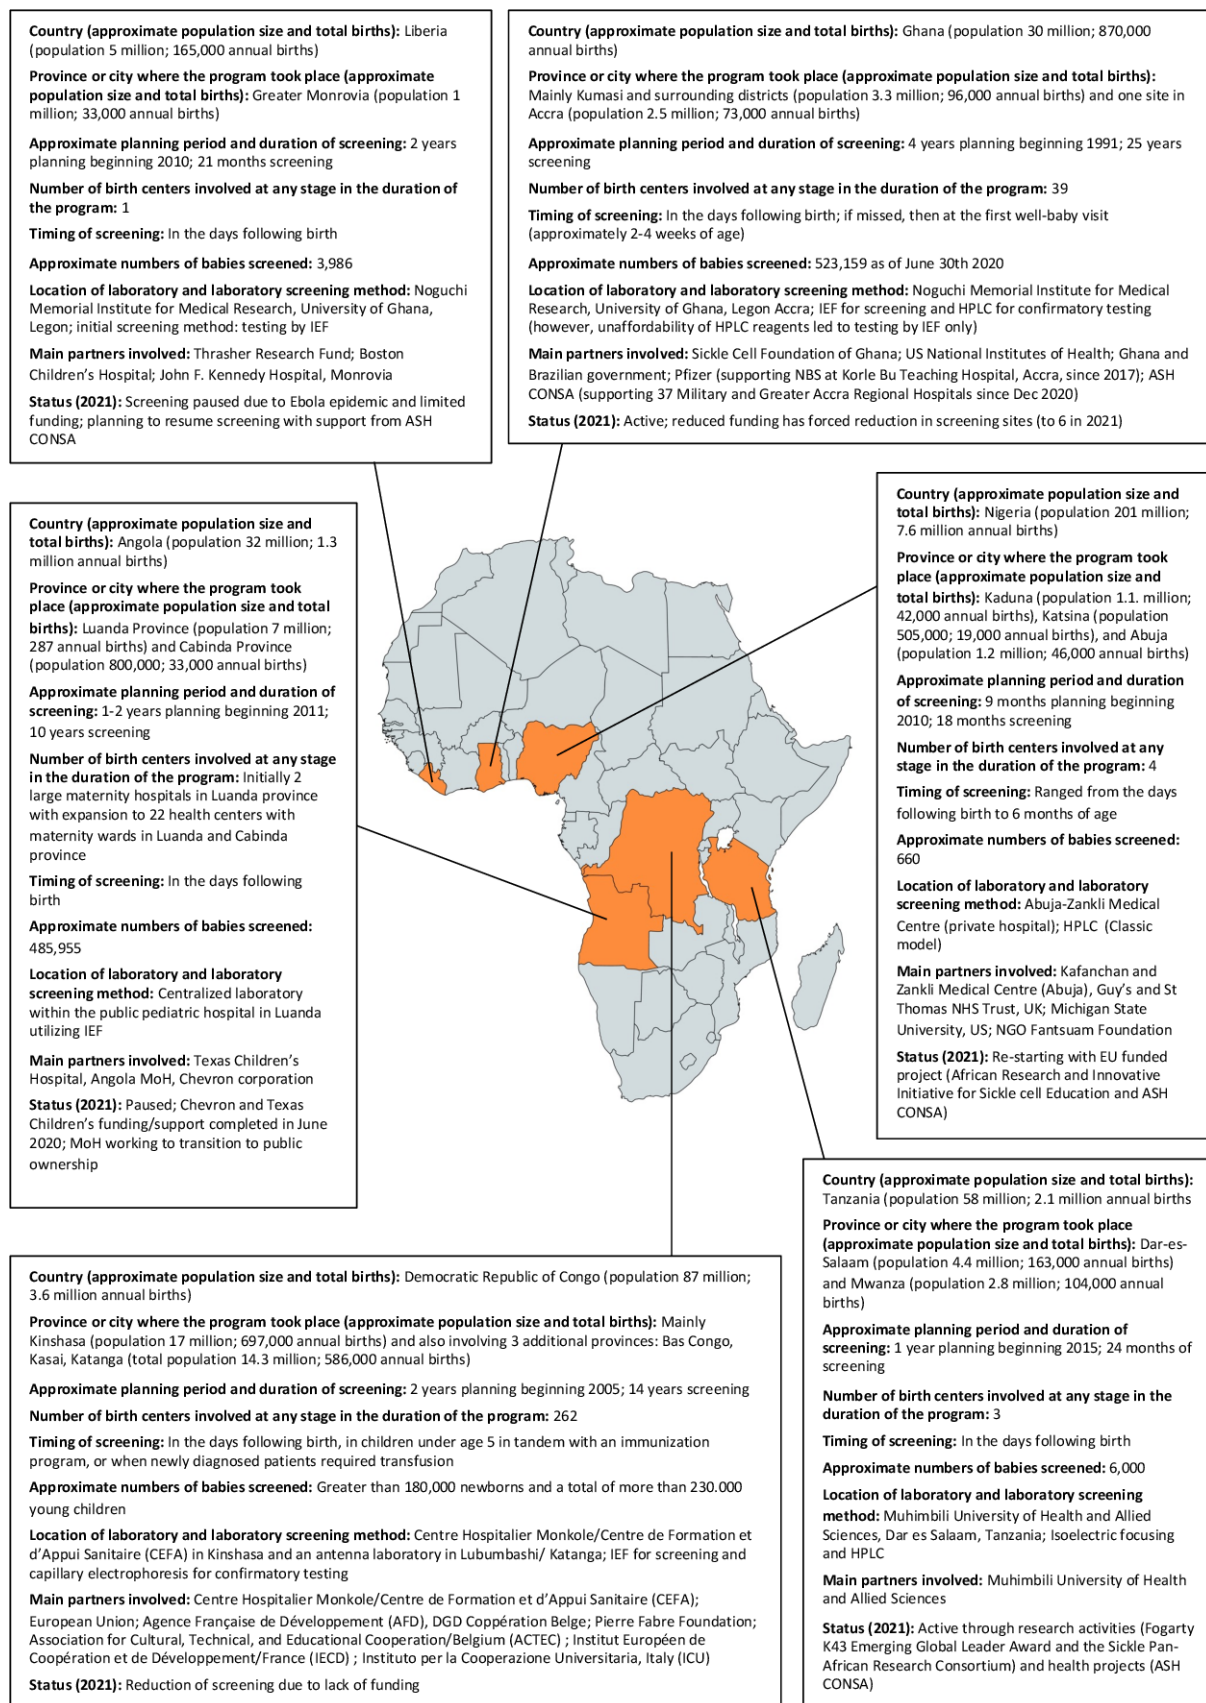 Country (approximate population size and total births): Liberia
(population 5 million; 165,000 annual births)
Province or city where the program took place (approximate
population size and total births): Greater Monrovia (population 1
million; 33,000 annual births)
Approximate planning period and duration of screening: 2 years
planning beginning 2010; 21 months screening
Number of birth centers involved at any stage in the duration of
the program: 1
Timing of screening: In the days following birth
Approximate numbers of babies screened: 3,986
Location of laboratory and laboratory screening method: Noguchi
Memorial Institute for Medical Research, University of Ghana,
Legon; initial screening method: testing by IEF
Main partners involved: Thrasher Research Fund; Boston
Children's Hospital; John F. Kennedy Hospital, Monrovia
Status (2021): Screening paused due to Ebola epidemic and limited
funding; planning to resume screening with support from ASH
CONSA
Country (approximate population size and total births): Ghana (population 30 million; 870,000
annual births)
Province or city where the program took place (approximate population size and total births):
Mainly Kumasi and surrounding districts (population 3.3 million; 96,000 annual births) and one site in
Accra (population 2.5 million; 73,000 annual births)
Approximate planning period and duration of screening: 4 years planning beginning 1991; 25 years
screening
Number of birth centers involved at any stage in the duration of the program: 39
Timing of screening: In the days following birth; if missed, then at the first well-baby visit
(approximately 2-4 weeks of age)
Approximate numbers of babies screened: 523,159 as of June 30th 2020
Location of laboratory and laboratory screening method: Noguchi Memorial Institute for Medical
Research, University of Ghana, Legon Accra; IEF for screening and HPLC for confirmatory testing
(however, unaffordability of HPLC reagents led to testing by IEF only)
Main partners involved: Sickle Cell Foundation of Ghana; US National Institutes of Health; Ghana and
Brazilian government; Pfizer (supporting NBS at Korle Bu Teaching Hospital, Accra, since 2017); ASH
CONSA (supporting 37 Military and Greater Accra Regional Hospitals since Dec 2020)
Status (2021): Active; reduced funding has forced reduction in screening sites (to 6 in 2021)
Country (approximate population size and
total births): Angola (population 32 million; 1.3
million annual births)
Province or city where the program took
place (approximate population size and total
births): Luanda Province (population 7 million;
287 annual births) and Cabinda Province
(population 800,000; 33,000 annual births)
Approximate planning period and duration of
screening: 1-2 years planning beginning 2011;
10 years screening
Number of birth centers involved at any stage
in the duration of the program: Initially 2
large maternity hospitals in Luanda province
with expansion to 22 health centers with
maternity wards in Luanda and Cabinda
province
Timing of screening: In the days following
birth
Approximate numbers of babies screened:
485,955
Location of laboratory and laboratory
screening method: Centralized laboratory
within the public pediatric hospital in Luanda
utilizing IEF
Main partners involved: Texas Children's
Hospital, Angola MoH, Chevron corporation
Status (2021): Paused; Chevron and Texas
Children's funding/support completed in June
2020; MoH working to transition to public
ownership
Country (approximate population size and
total births): Nigeria (population 201 million;
7.6 million annual births)
Province or city where the program took
place (approximate population size and
total births): Kaduna (population 1.1. million;
42,000 annual births), Katsina (population
505,000; 19,000 annual births), and Abuja
(population 1.2 million; 46,000 annual births)
Approximate planning period and duration
of screening: 9 months planning beginning
2010; 18 months screening
Number of birth centers involved at any
stage in the duration of the program: 4
Timing of screening: Ranged from the days
following birth to 6 months of age
Approximate numbers of babies screened:
660
Location of laboratory and laboratory
screening method: Abuja-Zankli Medical
Centre (private hospital); HPLC (Classic
model)
Main partners involved: Kafanchan and
Zankli Medical Centre (Abuja), Guy's and St
Thomas NHS Trust, UK; Michigan State
University, US; NGO Fantsuam Foundation
Status (2021): Re-starting with EU funded
project (African Research and Innovative
Initiative for Sickle cell Education and ASH
CONSA)
Country (approximate population size and total births):
Tanzania (population 58 million; 2.1 million annual births
Province or city where the program took place
(approximate population size and total births): Dar-es-
Salaam (population 4.4 million; 163,000 annual births)
and Mwanza (population 2.8 million; 104,000 annual
births)
Approximate planning period and duration of
screening: 1 year planning beginning 2015; 24 months of
screening
Number of birth centers involved at any stage in the
duration of the program: 3
Timing of screening: In the days following birth
Approximate numbers of babies screened: 6,000
Location of laboratory and laboratory screening
method: Muhimbili University of Health and Allied
Sciences, Dar es Salaam, Tanzania; Isoelectric focusing
and HPLC
Main partners involved: Muhimbili University of Health
and Allied Sciences
Status (2021): Active through research activities (Fogarty
K43 Emerging Global Leader Award and the Sickle Pan-
African Research Consortium) and health projects (ASH
CONSA)
Country (approximate population size and total births): Democratic Republic of Congo (population 87 million;
3.6 million annual births)
Province or city where the program took place (approximate population size and total births): Mainly
Kinshasa (population 17 million; 697,000 annual births) and also involving 3 additional provinces: Bas Congo,
Kasai, Katanga (total population 14.3 million; 586,000 annual births)
Approximate planning period and duration of screening: 2 years planning beginning 2005; 14 years screening
Number of birth centers involved at any stage in the duration of the program: 262
Timing of screening: In the days following birth, in children under age 5 in tandem with an immunization
program, or when newly diagnosed patients required transfusion
Approximate numbers of babies screened: Greater than 180,000 newborns and a total of more than 230.000
young children
Location of laboratory and laboratory screening method: Centre Hospitalier Monkole/Centre de Formation et
d'Appui Sanitaire (CEFA) in Kinshasa and an antenna laboratory in Lubumbashi/ Katanga; IEF for screening and
capillary electrophoresis for confirmatory testing
Main partners involved: Centre Hospitalier Monkole/Centre de Formation et d'Appui Sanitaire (CEFA);
European Union; Agence Française de Développement (AFD), DGD Coppération Belge; Pierre Fabre Foundation;
Association for Cultural, Technical, and Educational Cooperation/Belgium (ACTEC) ; Institut Européen de
Coopération et de Développement/France (IECD) ; Instituto per la Cooperazione Universitaria, Italy (ICU)
Status (2021): Reduction of screening due to lack of funding